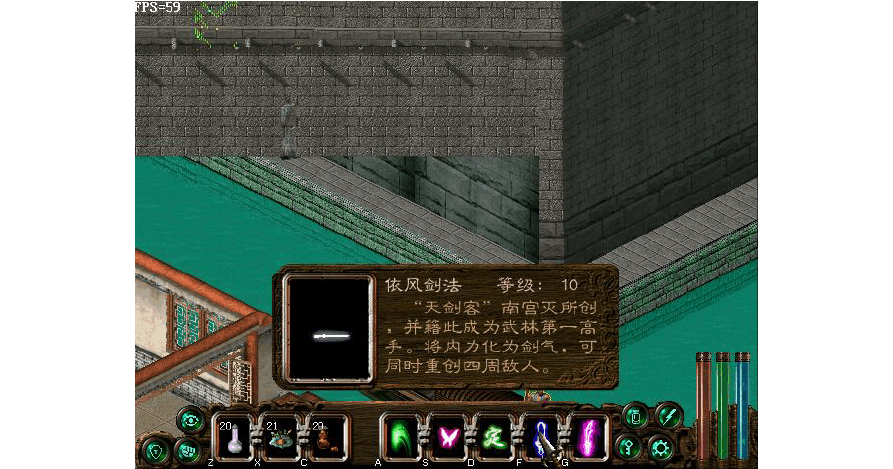 FPS=59
依风剑法 等级：10
“天剑客”南宫灭所创
，并籍此成为武林第一高
手。将内力化为剑气，可
同时重创四周敌人。
20 21 20
Z X C A S D F G